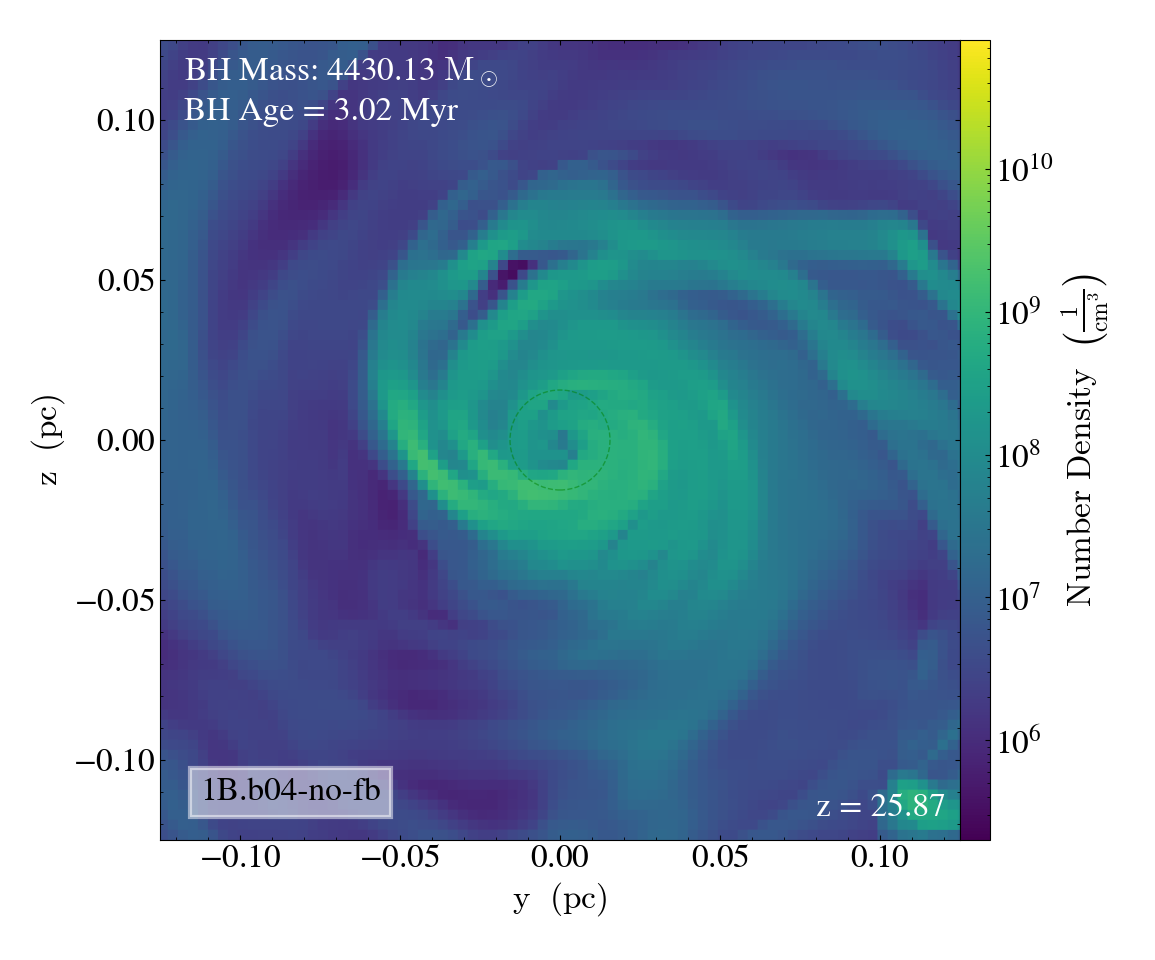 BH Mass: 4430.13 M⊙
BH Age = 3.02 Myr
0.10
0.05
0.00
−0.05
−0.10
z (pc)
1B.b04-no-fb
z = 25.87
−0.10 −0.05 0.00 0.05 0.10
y (pc)
10¹⁰
10⁹
10⁸
10⁷
10⁶
Number Density (1/cm³)